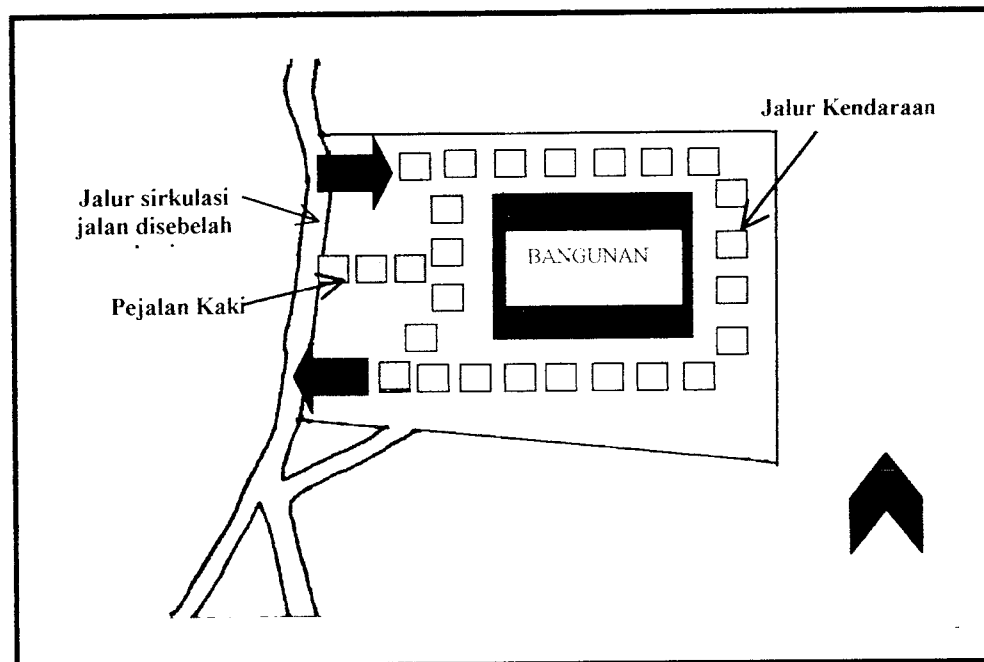 Jalur Kendaraan
Jalur sirkulasi
jalan disebelah
BANGUNAN
Pejalan Kaki